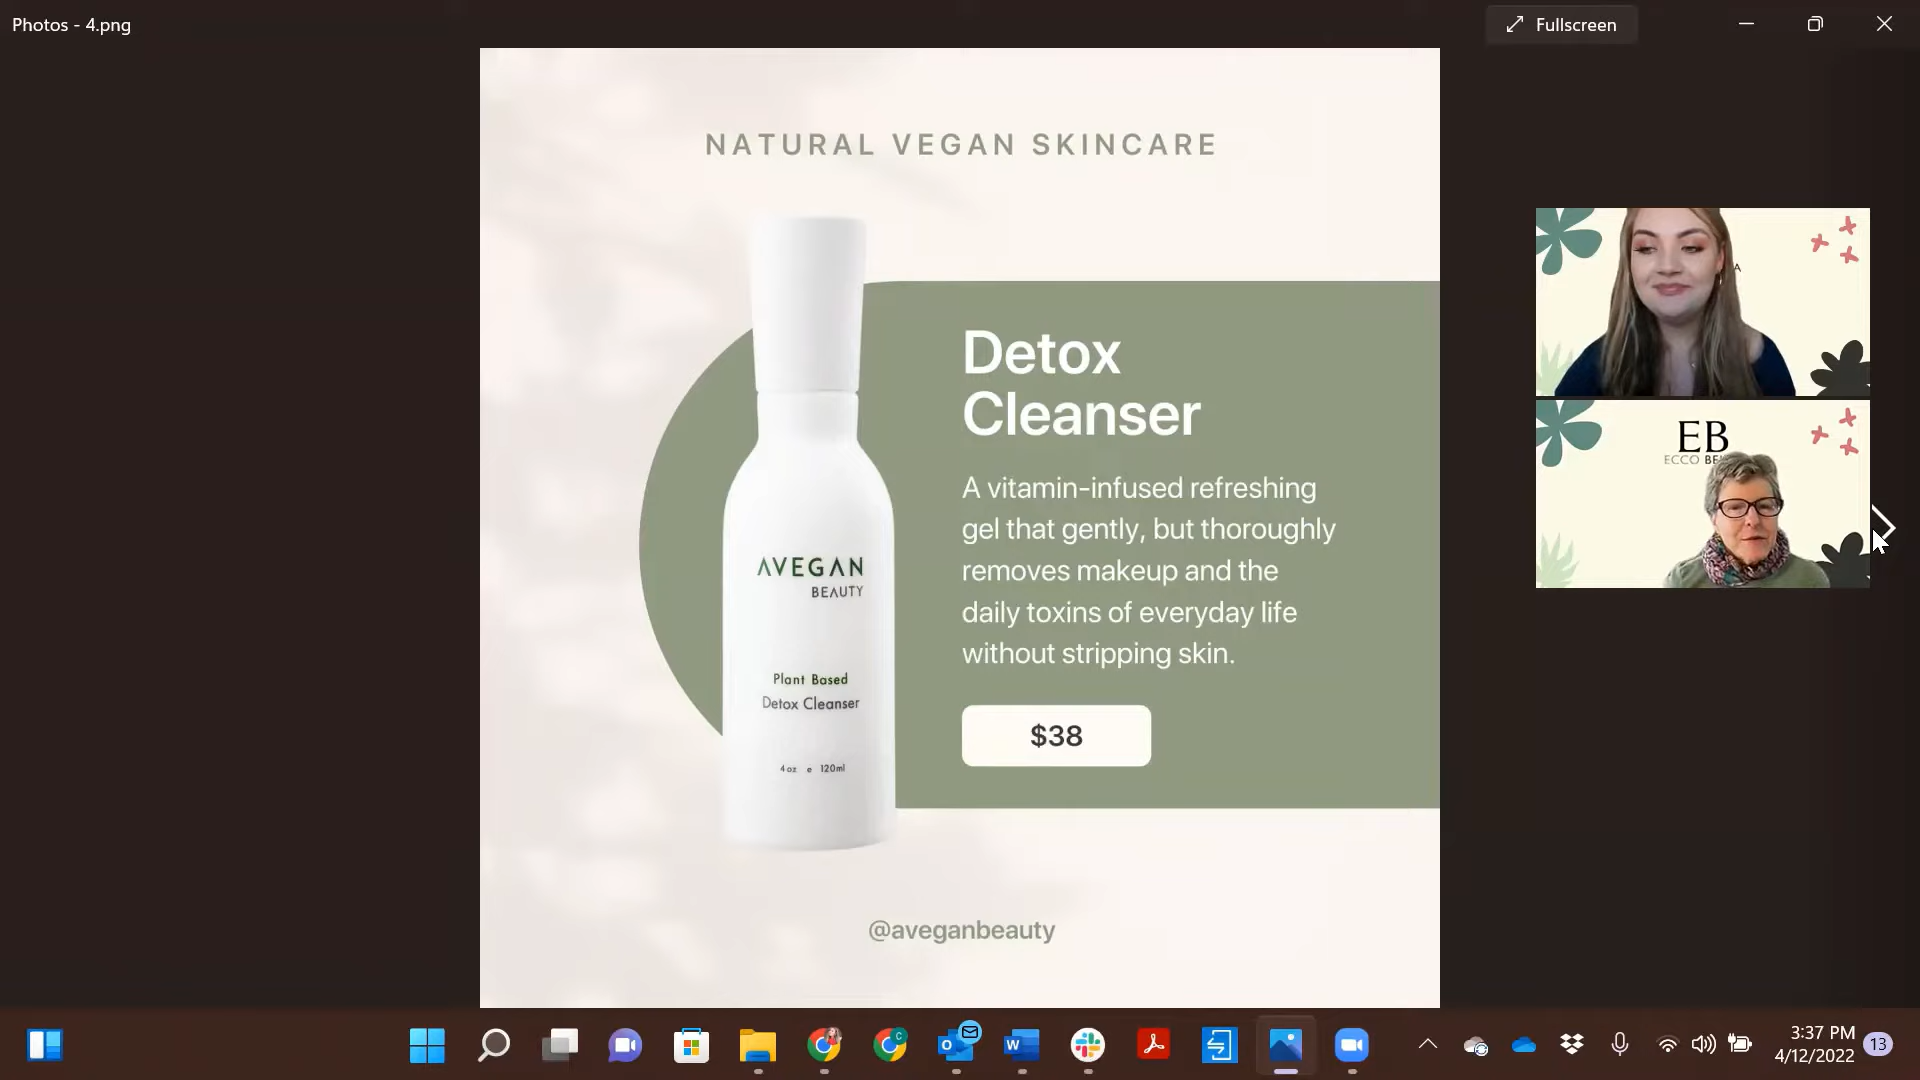 Photos - 4.png
Fullscreen
NATURAL VEGAN SKINCARE
Detox
Cleanser
A vitamin-infused refreshing
gel that gently, but thoroughly
removes makeup and the
daily toxins of everyday life
without stripping skin.
$38
AVEGAN
BEAUTY
Plant Based
Detox Cleanser
4 oz e 120ml
@aveganbeauty
A
EB
ECCO
3:37 PM
4/12/2022
13